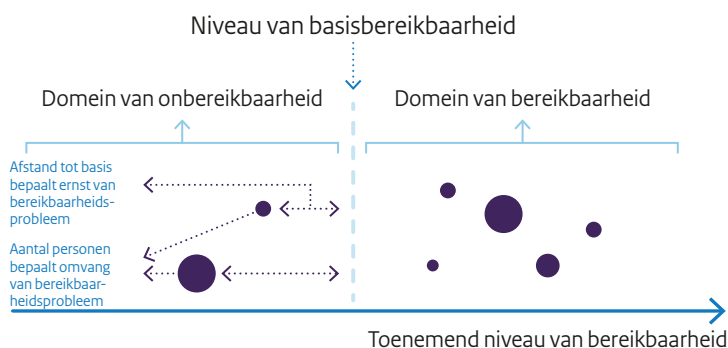 Niveau van basisbereikbaarheid
Domein van onbereikbaarheid
Domein van bereikbaarheid
Afstand tot basis
bepaalt ernst van
bereikbaarheids-
probleem
Aantal personen
bepaalt omvang
van bereikbaar-
heidsprobleem
Toenemend niveau van bereikbaarheid